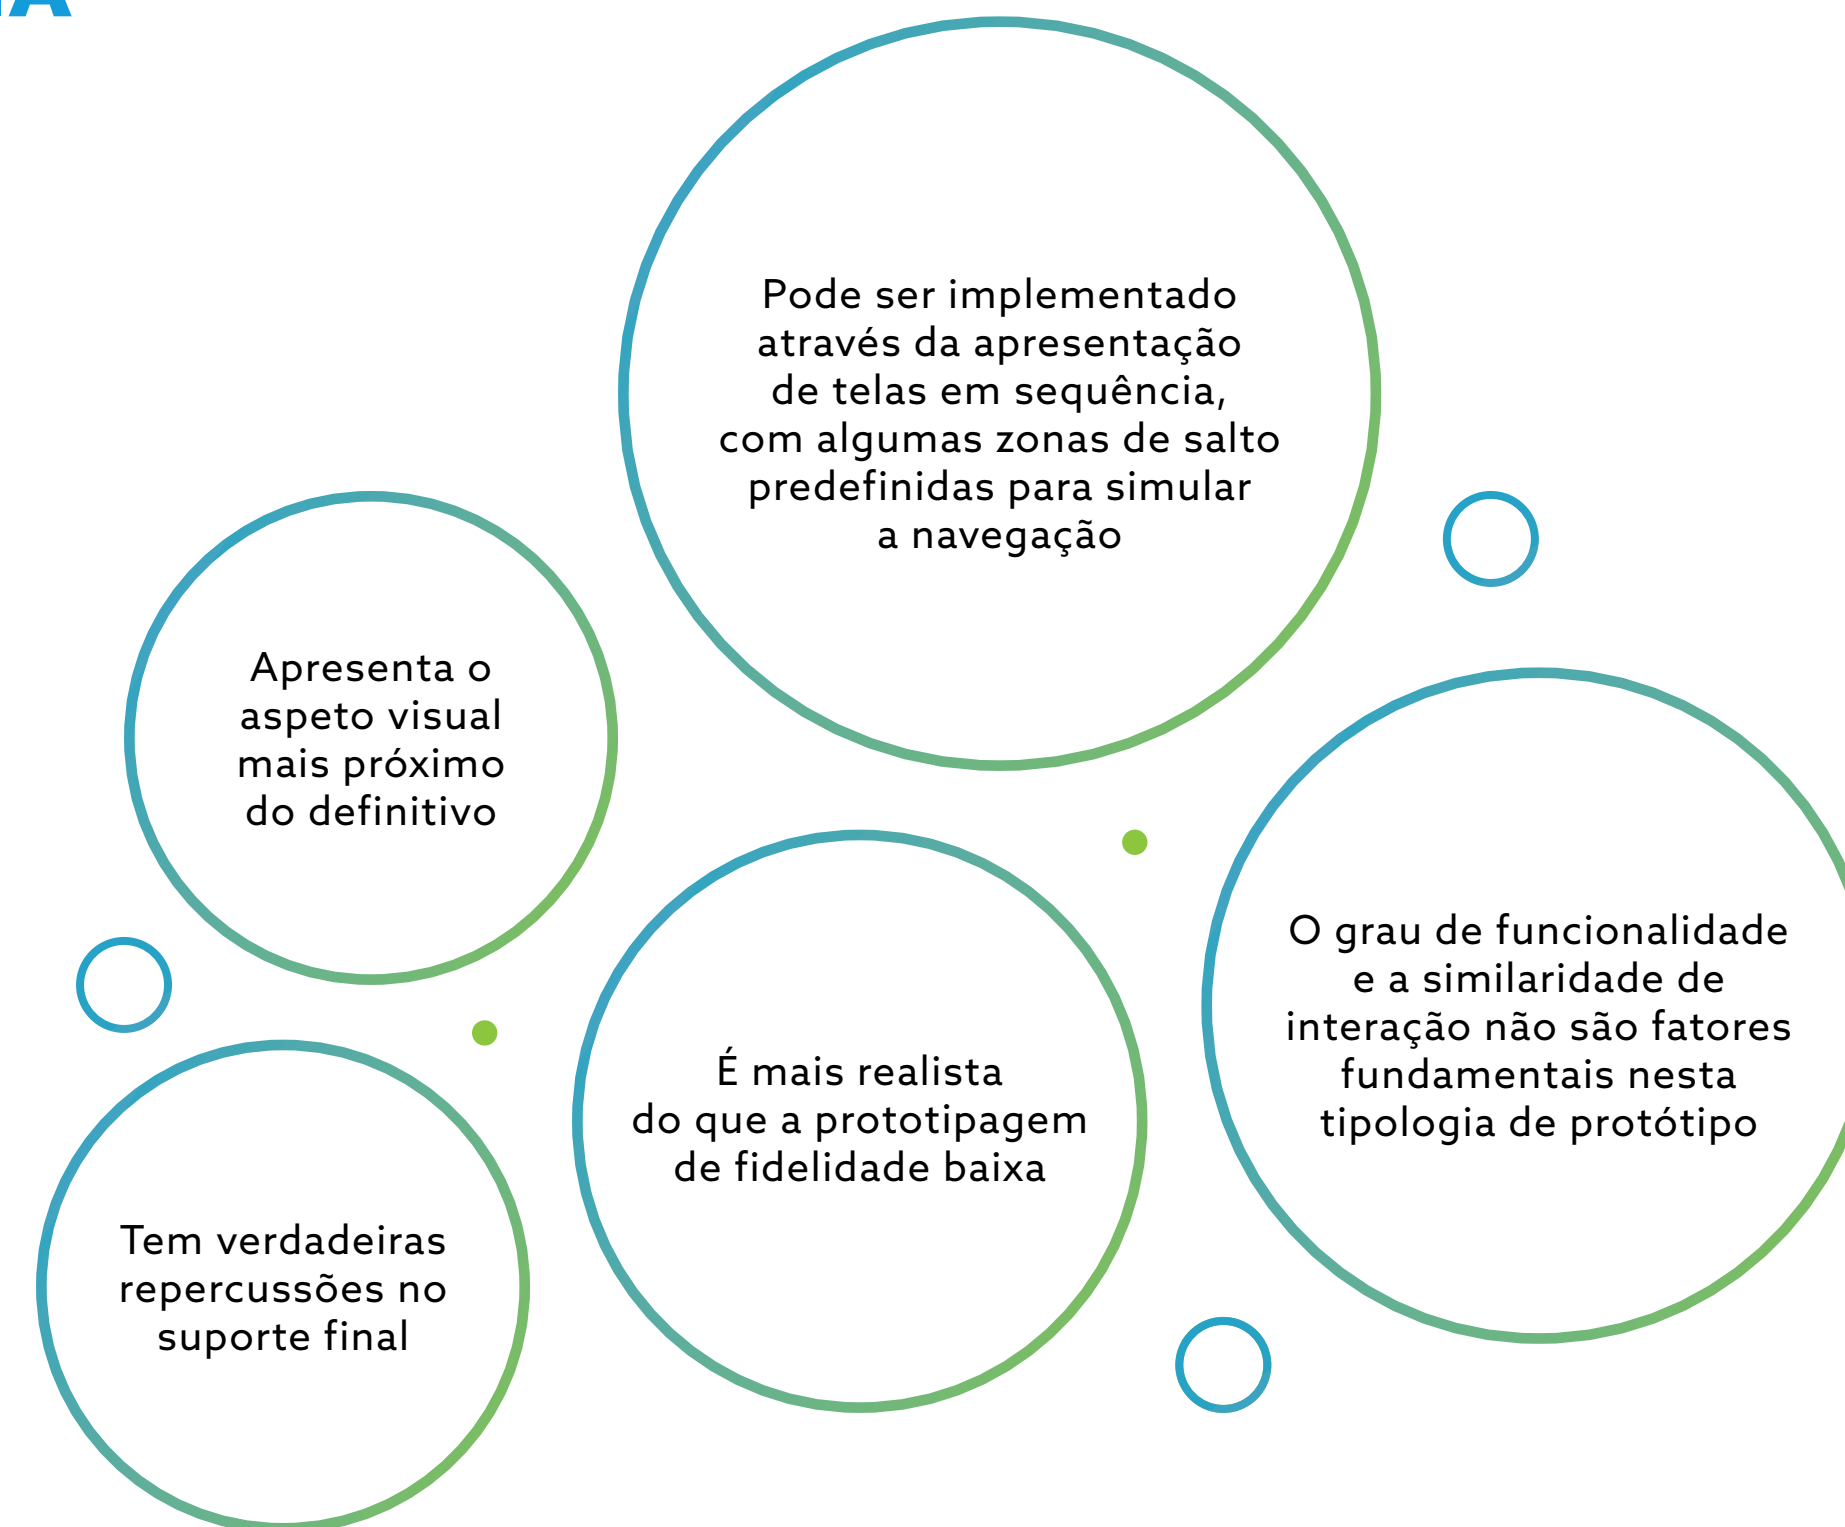 Pode ser implementado
através da apresentação
de telas em sequência,
com algumas zonas de salto
predefinidas para simular
a navegação
Apresenta o
aspeto visual
mais próximo
do definitivo
O grau de funcionalidade
e a similaridade de
interação não são fatores
fundamentais nesta
tipologia de protótipo
É mais realista
do que a prototipagem
de fidelidade baixa
Tem verdadeiras
repercussões no
suporte final